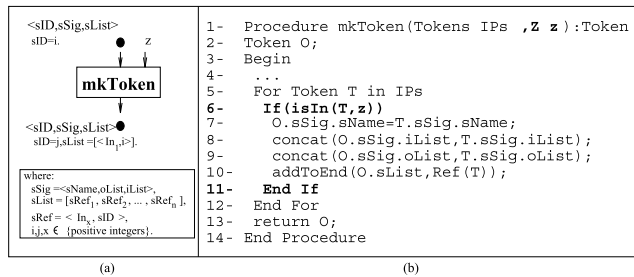 <sID,sSig,sList>
sID=i.
z
mkToken
<sID,sSig,sList>
sID=j,sList =[< In1,i>].
where:
sSig =<sName,oList,iList>,
sList = [sRef1, sRef2, ... , sRefn ],
sRef = < Inx , sID >,
i,j,x ϵ {positive integers}.
(a)
1- Procedure mkToken(Tokens IPs ,Z z ):Token
2- Token O;
3- Begin
4- ...
5- For Token T in IPs
6- If(isIn(T,z))
7- O.sSig.sName=T.sSig.sName;
8- concat(O.sSig.iList,T.sSig.iList);
9- concat(O.sSig.oList,T.sSig.oList);
10- addToEnd(O.sList,Ref(T));
11- End If
12- End For
13- return O;
14- End Procedure
(b)